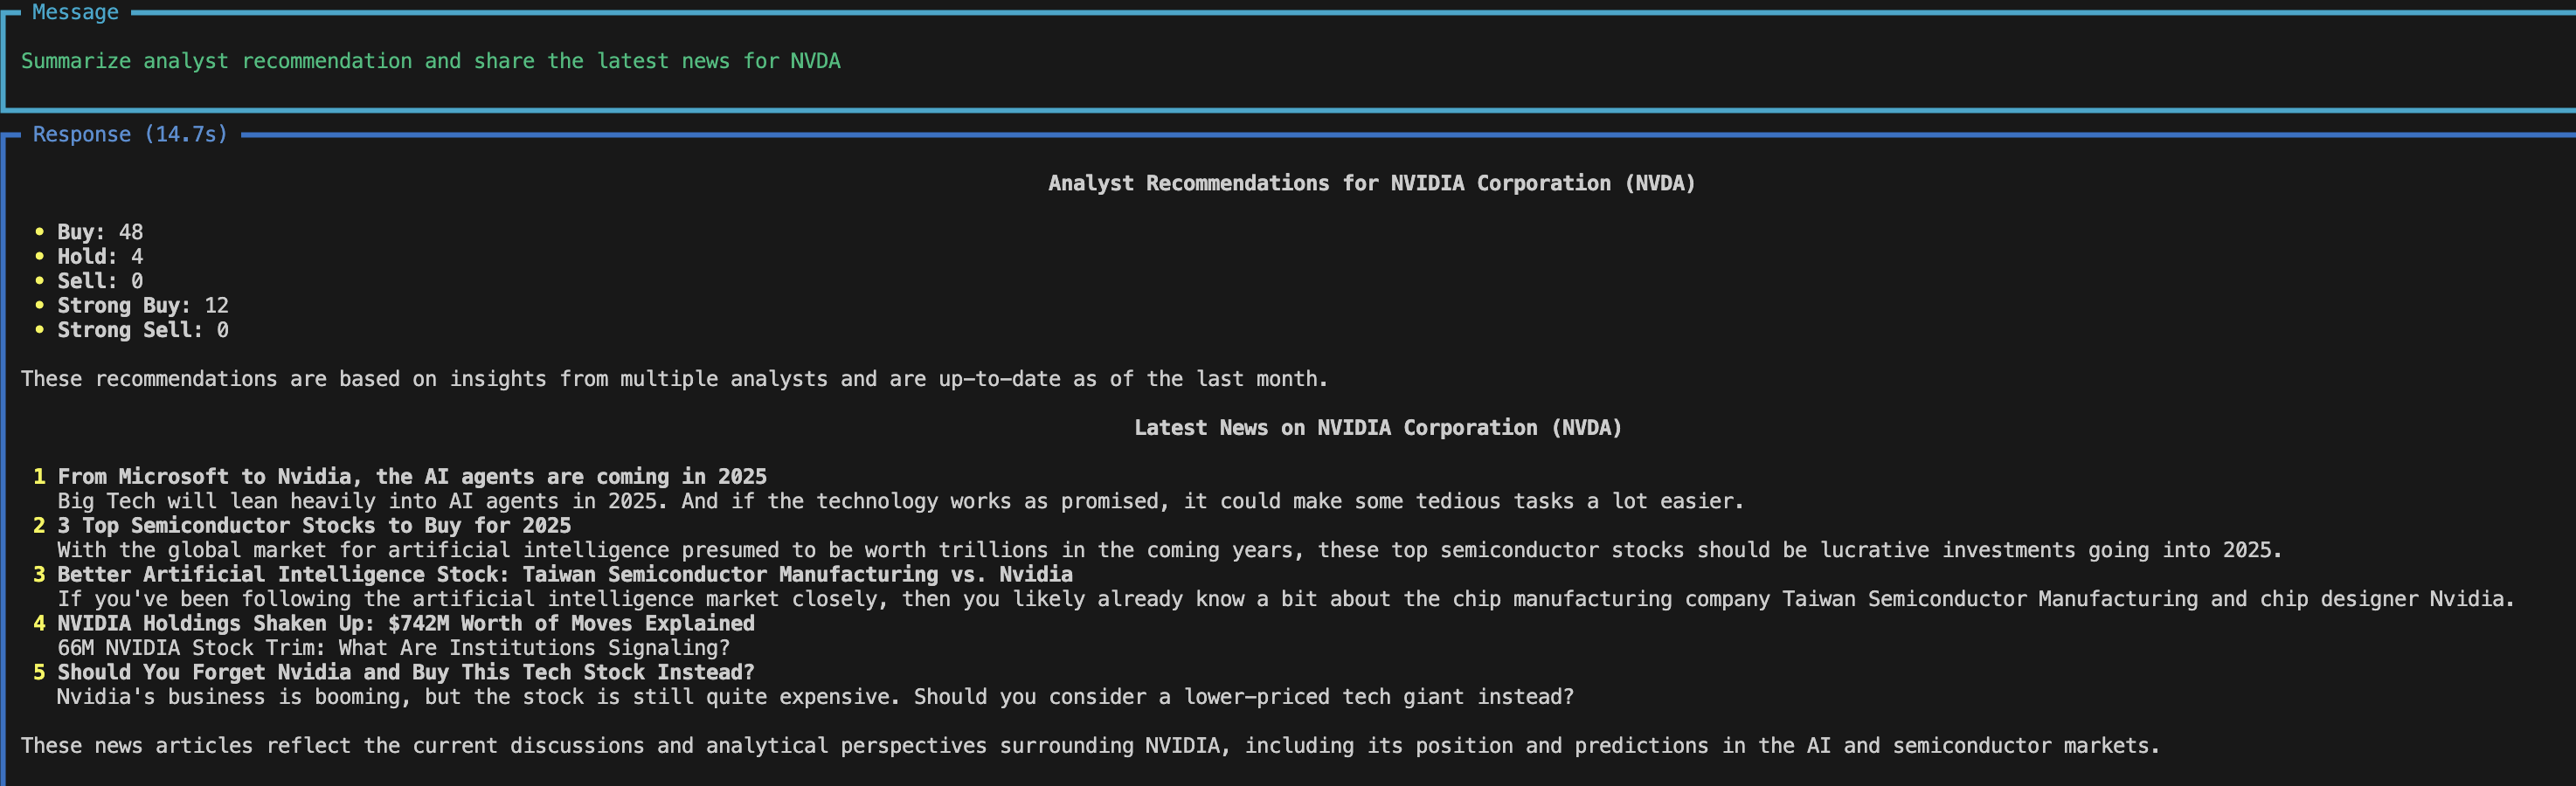 Message
Summarize analyst recommendation and share the latest news for NVDA
Response (14.7s)
Analyst Recommendations for NVIDIA Corporation (NVDA)
• Buy: 48
• Hold: 4
• Sell: 0
• Strong Buy: 12
• Strong Sell: 0
These recommendations are based on insights from multiple analysts and are up-to-date as of the last month.
Latest News on NVIDIA Corporation (NVDA)
1 From Microsoft to Nvidia, the AI agents are coming in 2025
Big Tech will lean heavily into AI agents in 2025. And if the technology works as promised, it could make some tedious tasks a lot easier.
2 3 Top Semiconductor Stocks to Buy for 2025
With the global market for artificial intelligence presumed to be worth trillions in the coming years, these top semiconductor stocks should be lucrative investments going into 2025.
3 Better Artificial Intelligence Stock: Taiwan Semiconductor Manufacturing vs. Nvidia
If you've been following the artificial intelligence market closely, then you likely already know a bit about the chip manufacturing company Taiwan Semiconductor Manufacturing and chip designer Nvidia.
4 NVIDIA Holdings Shaken Up: $742M Worth of Moves Explained
66M NVIDIA Stock Trim: What Are Institutions Signaling?
5 Should You Forget Nvidia and Buy This Tech Stock Instead?
Nvidia's business is booming, but the stock is still quite expensive. Should you consider a lower-priced tech giant instead?
These news articles reflect the current discussions and analytical perspectives surrounding NVIDIA, including its position and predictions in the AI and semiconductor markets.